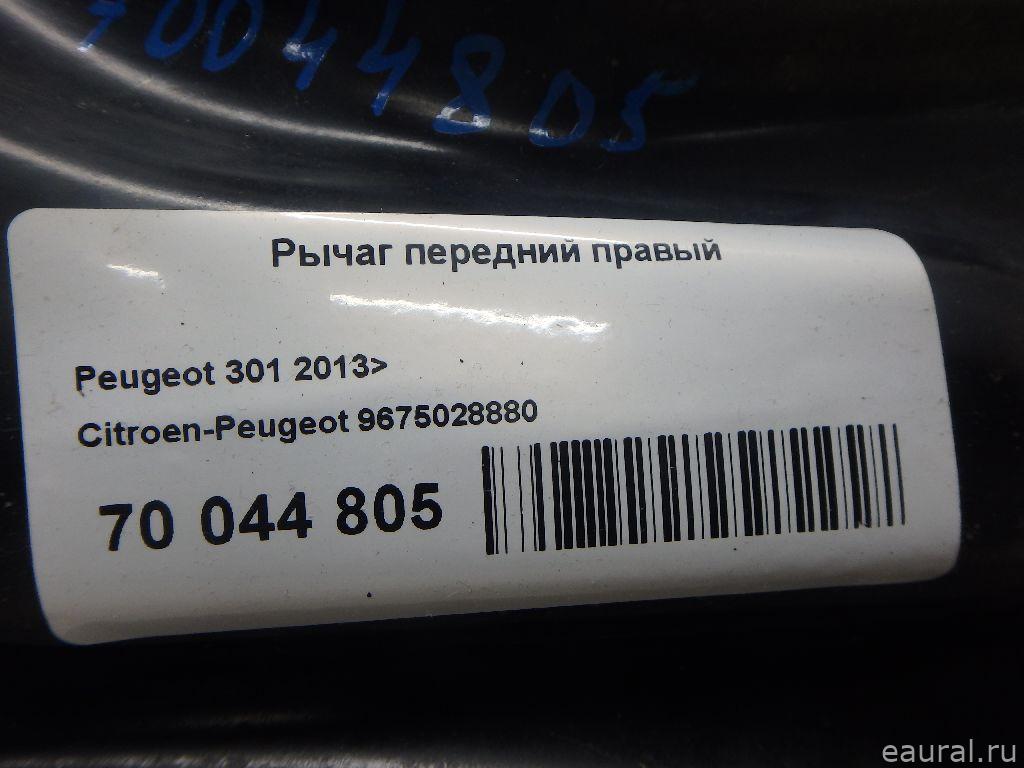 70044805
Рычаг передний правый
Peugeot 301 2013>
Citroen-Peugeot 9675028880
70 044 805
eaural.ru